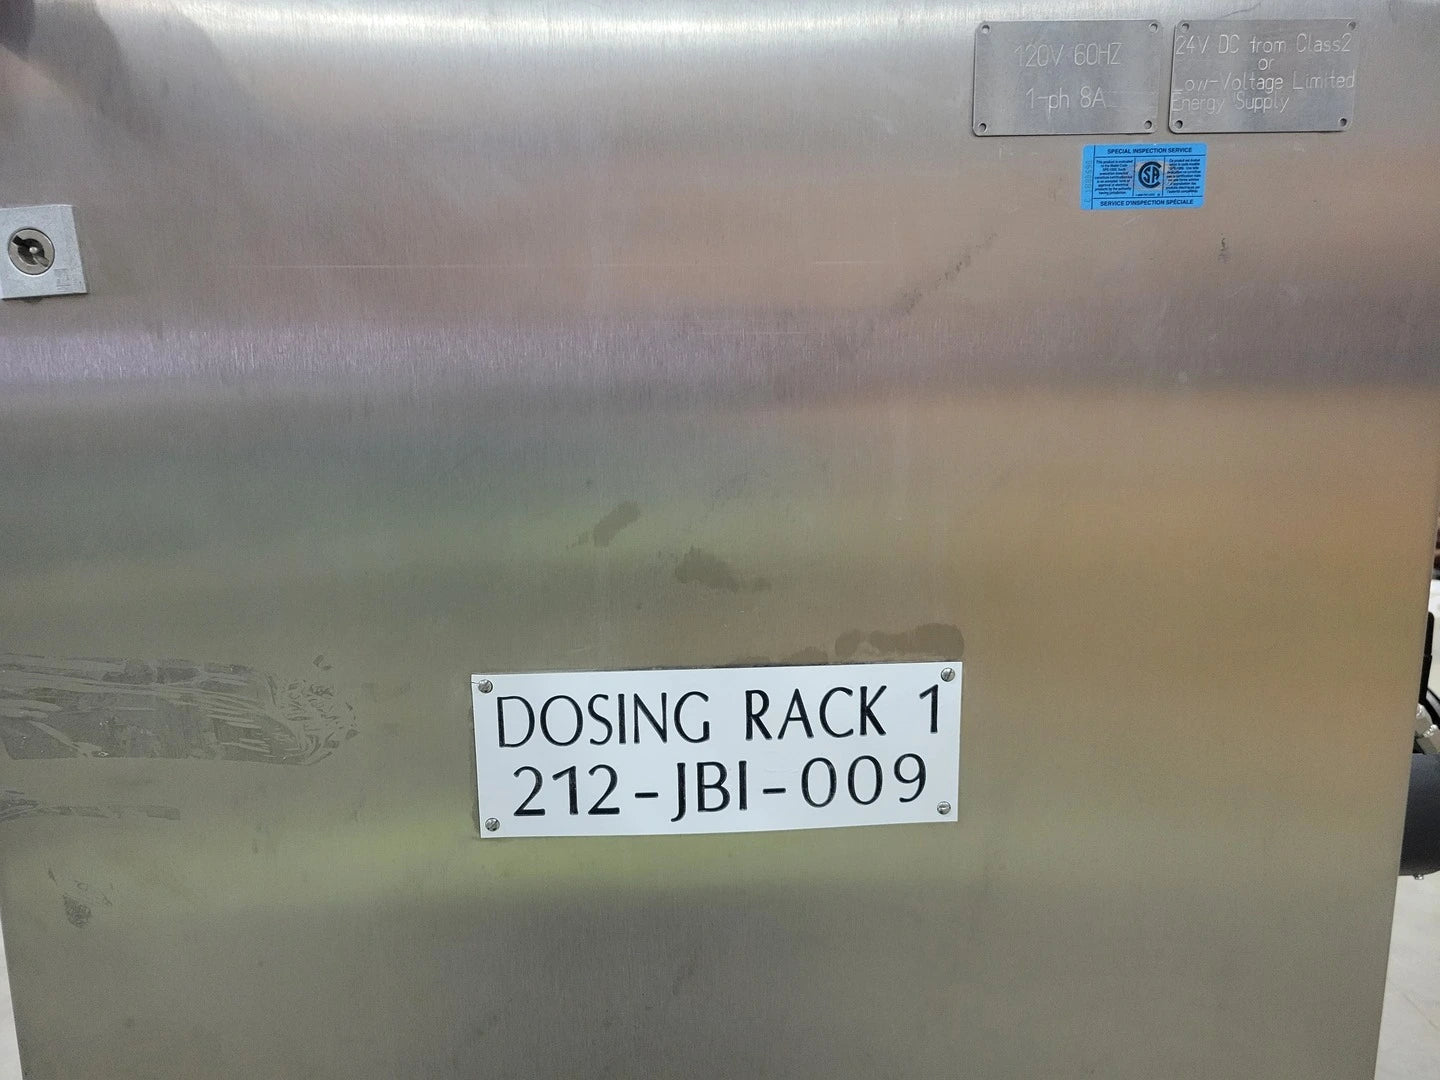 120V 60HZ
1-ph 8A
24V DC from Class2
or
Low-Voltage Limited
Energy Supply
SPECIAL INSPECTION SERVICE
SERVICE D'INSPECTION SPÉCIALE
DOSING RACK 1
212-JBI-009